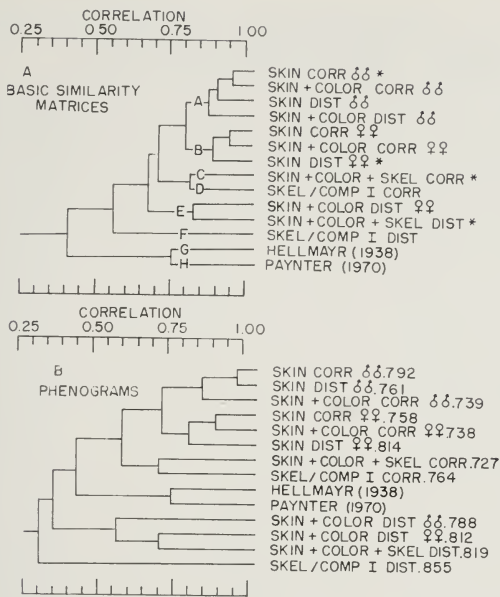 CORRELATION
0.25 0.50 0.75 1.00
A
BASIC SIMILARITY
MATRICES
SKIN CORR ♂♂ *
SKIN + COLOR CORR ♂♂
SKIN DIST ♂♂
SKIN + COLOR DIST ♂♂
SKIN CORR ♀♀
SKIN + COLOR CORR ♀♀
SKIN DIST ♀♀ *
SKIN + COLOR + SKEL CORR *
SKEL/COMP I CORR
SKIN + COLOR DIST ♀♀
SKIN + COLOR + SKEL DIST *
SKEL/COMP I DIST
HELLMAYR (1938)
PAYNTER (1970)
A
B
C
D
E
F
G
H
CORRELATION
0.25 0.50 0.75 1.00
B
PHENOGRAMS
SKIN CORR ♂♂.792
SKIN DIST ♂♂.761
SKIN + COLOR CORR ♂♂.739
SKIN CORR ♀♀.758
SKIN + COLOR CORR ♀♀.738
SKIN DIST ♀♀.814
SKIN + COLOR + SKEL CORR.727
SKEL/COMP I CORR.764
HELLMAYR (1938)
PAYNTER (1970)
SKIN + COLOR DIST ♂♂.788
SKIN + COLOR DIST ♀♀.812
SKIN + COLOR + SKEL DIST.819
SKEL/COMP I DIST.855